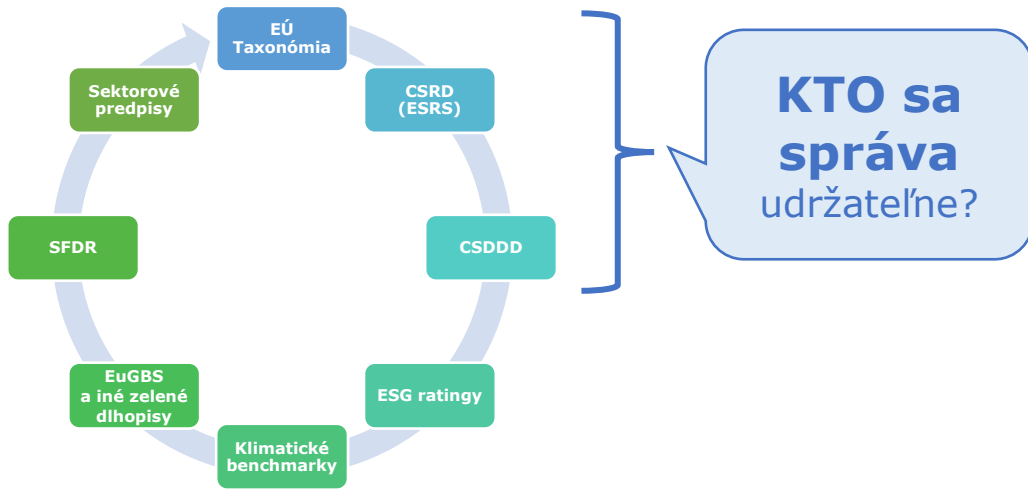 EÚ
Taxonómia
CSRD
(ESRS)
CSDDD
ESG ratingy
Klimatické
benchmarky
EuGBS
a iné zelené
dlhopisy
SFDR
Sektorové
predpisy
KTO sa
správa
udržateľne?